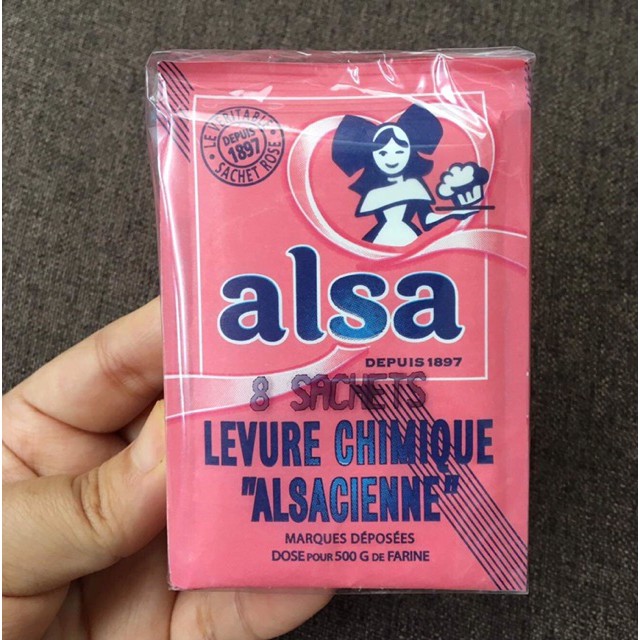 LE VÉRITABLE
DEPUIS
1897
SACHET ROSE
alsa
DEPUIS 1897
8 SACHETS
LEVURE CHIMIQUE
"ALSACIENNE"
MARQUES DÉPOSÉES
DOSE POUR 500 G DE FARINE